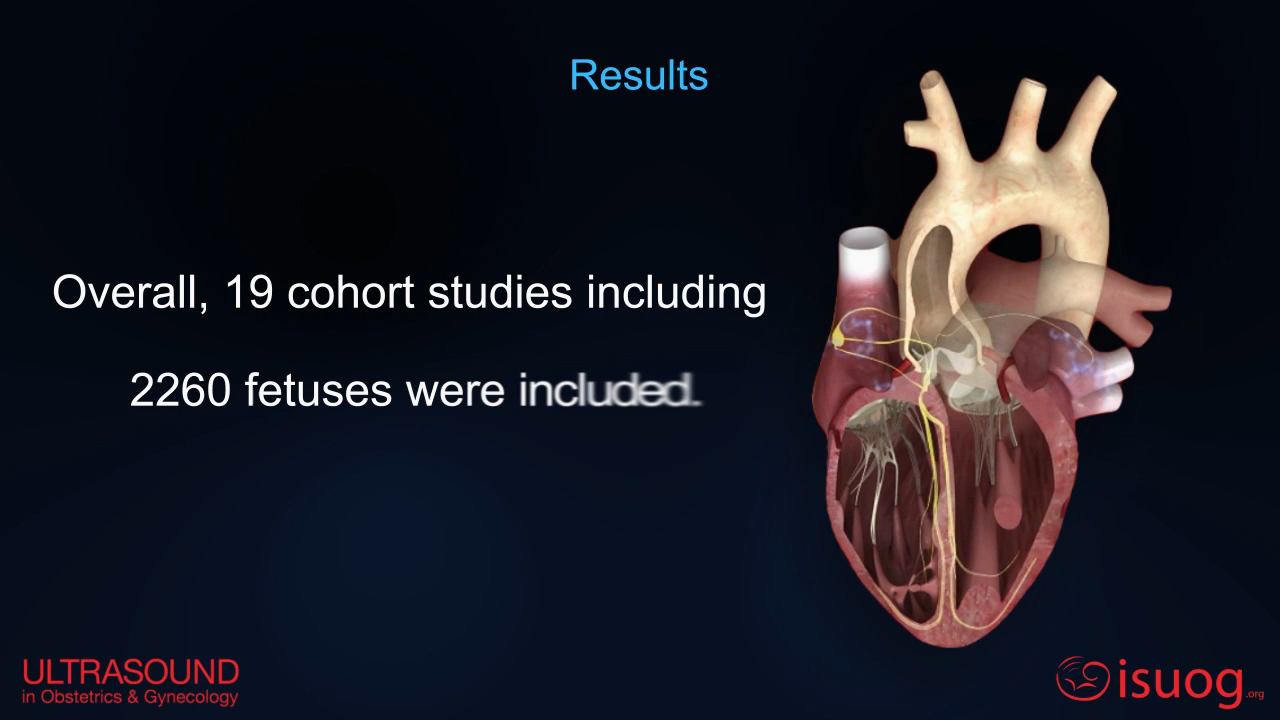 Results
Overall, 19 cohort studies including
2260 fetuses were included.
ULTRASOUND
in Obstetrics & Gynecology
isuog.org